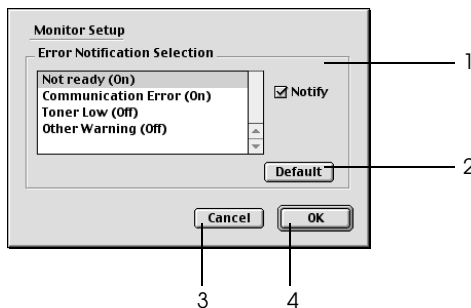 Monitor Setup
Error Notification Selection
1
Not ready (On)
Communication Error (On)
Notify
Toner Low (Off)
Other Warning (Off)
Default
2
Cancel
OK
3
4